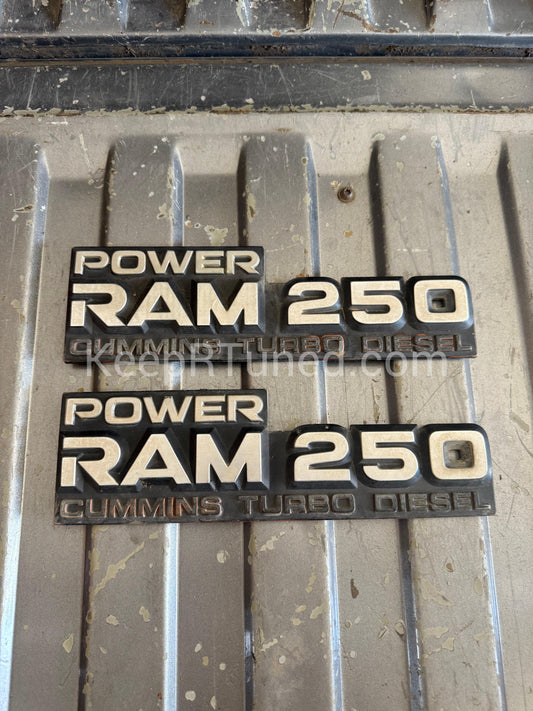 POWER
RAM 250
CUMMINS TURBO DIESEL
KeepRTuned.com
POWER
RAM 250
CUMMINS TURBO DIESEL